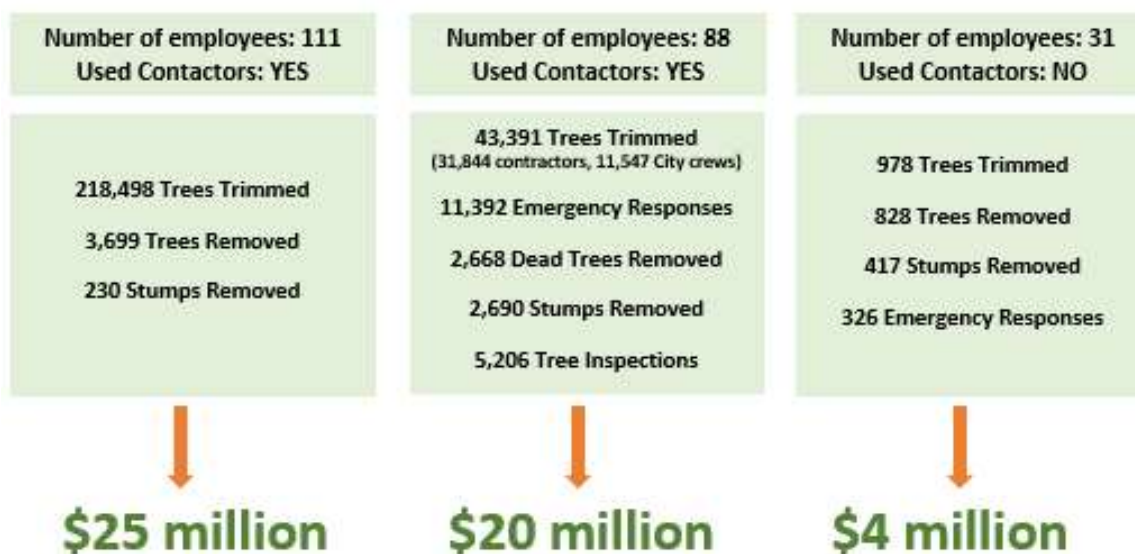 Number of employees: 111
Used Contactors: YES
218,498 Trees Trimmed
3,699 Trees Removed
230 Stumps Removed
$25 million
Number of employees: 88
Used Contactors: YES
43,391 Trees Trimmed
(31,844 contractors, 11,547 City crews)
11,392 Emergency Responses
2,668 Dead Trees Removed
2,690 Stumps Removed
5,206 Tree Inspections
$20 million
Number of employees: 31
Used Contactors: NO
978 Trees Trimmed
828 Trees Removed
417 Stumps Removed
326 Emergency Responses
$4 million